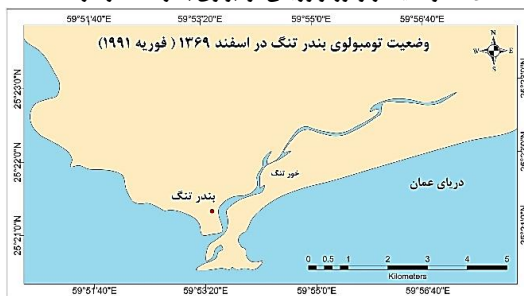 59°51'40"E 59°53'20"E 59°55'0"E 59°56'40"E
وضعیت تومبولوی بندر تنگ در اسفند ۱۳۶۹ ( فوریه ۱۹۹۱)
N
W E
S
25°23'0"N
25°22'0"N
25°21'0"N
خور تنگ
بندر تنگ
دریای عمان
0 0.5 1 2 3 4 5
Kilometers
59°51'40"E 59°53'20"E 59°55'0"E 59°56'40"E